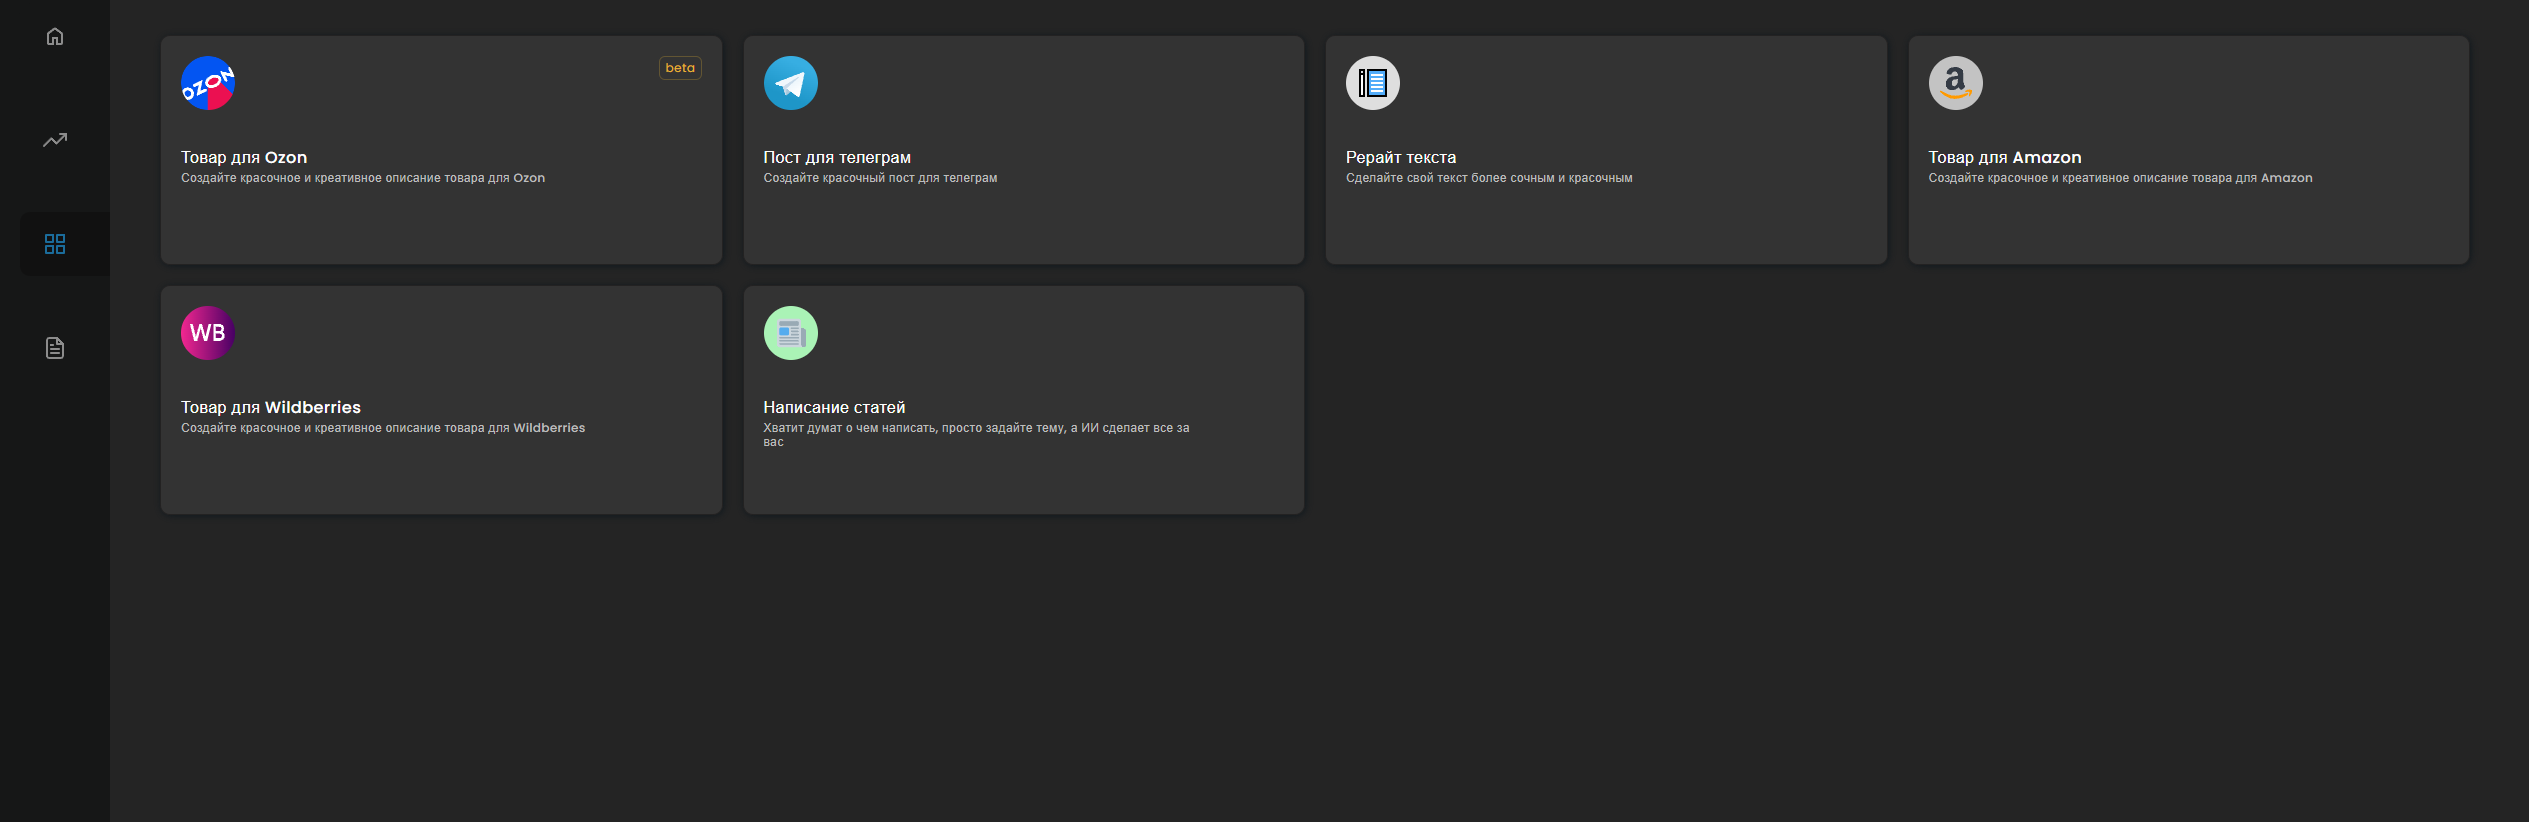 OZON
beta
Товар для Ozon
Создайте красочное и креативное описание товара для Ozon
Пост для телеграм
Создайте красочный пост для телеграм
Рерайт текста
Сделайте свой текст более сочным и красочным
a
Товар для Amazon
Создайте красочное и креативное описание товара для Amazon
WB
Товар для Wildberries
Создайте красочное и креативное описание товара для Wildberries
Написание статей
Хватит думат о чем написать, просто задайте тему, а ИИ сделает все за
вас